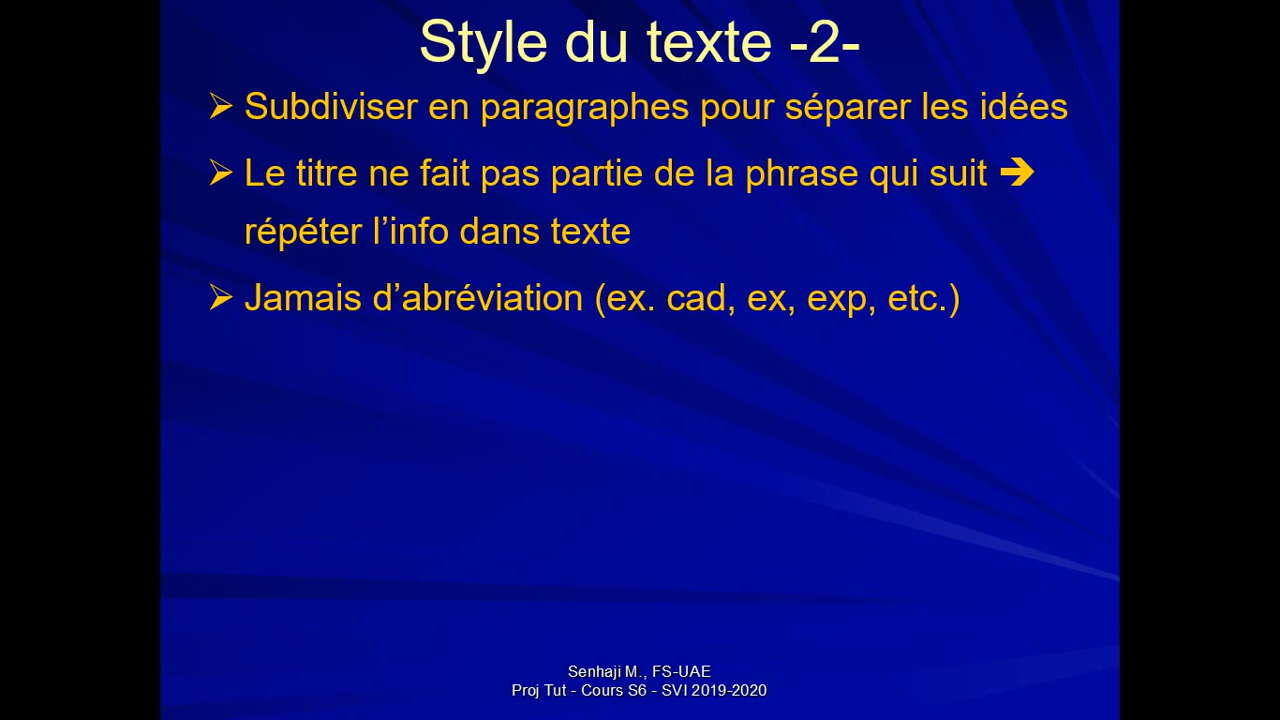 Style du texte -2-
➢ Subdiviser en paragraphes pour séparer les idées
➢ Le titre ne fait pas partie de la phrase qui suit ➔
répéter l’info dans texte
➢ Jamais d’abréviation (ex. cad, ex, exp, etc.)
Senhaji M., FS-UAE
Proj Tut - Cours S6 - SVI 2019-2020